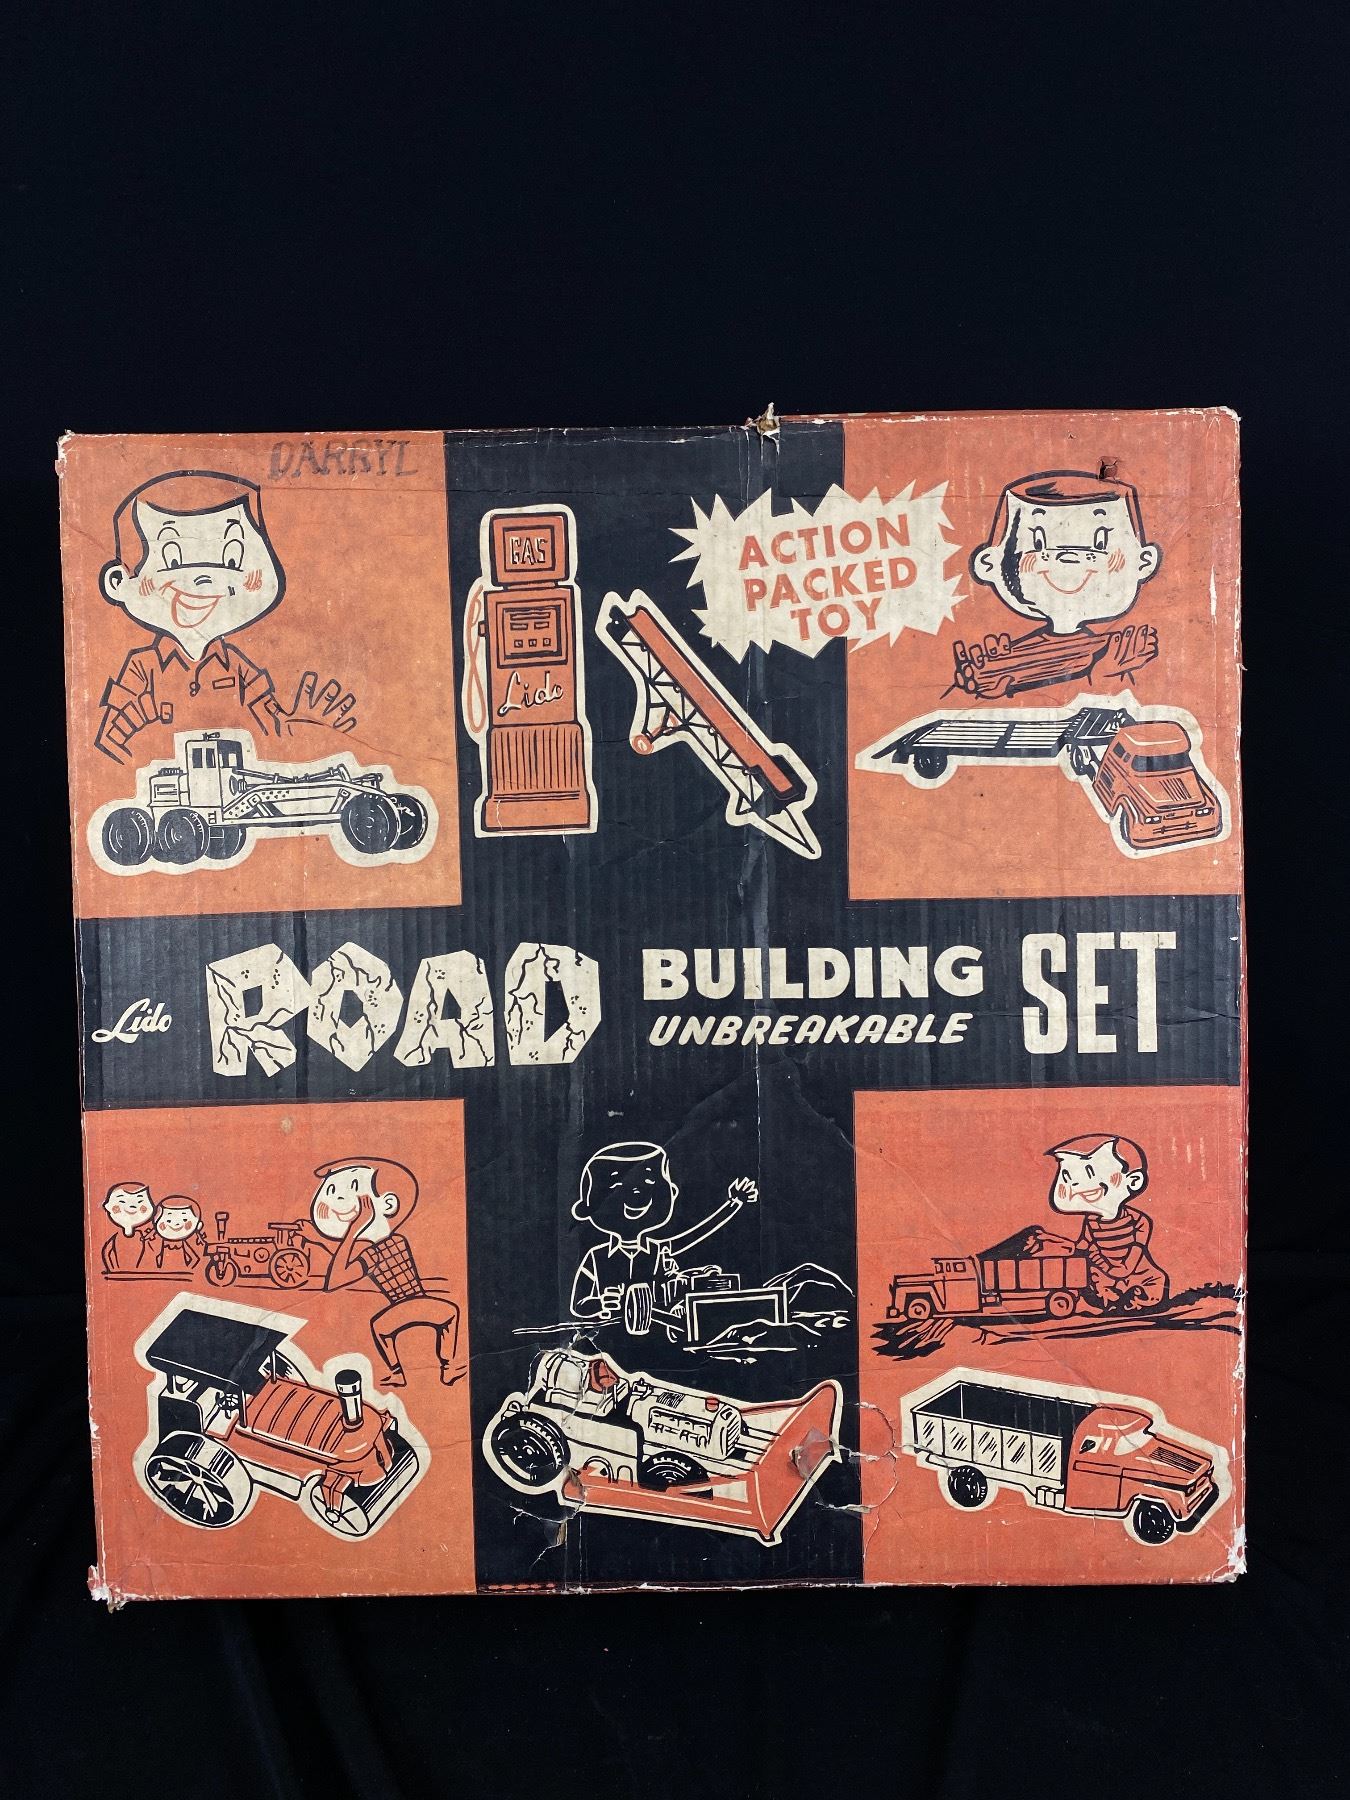 DARRYL
GAS
Lido
ACTION
PACKED
TOY
Lido ROAD BUILDING SET
UNBREAKABLE